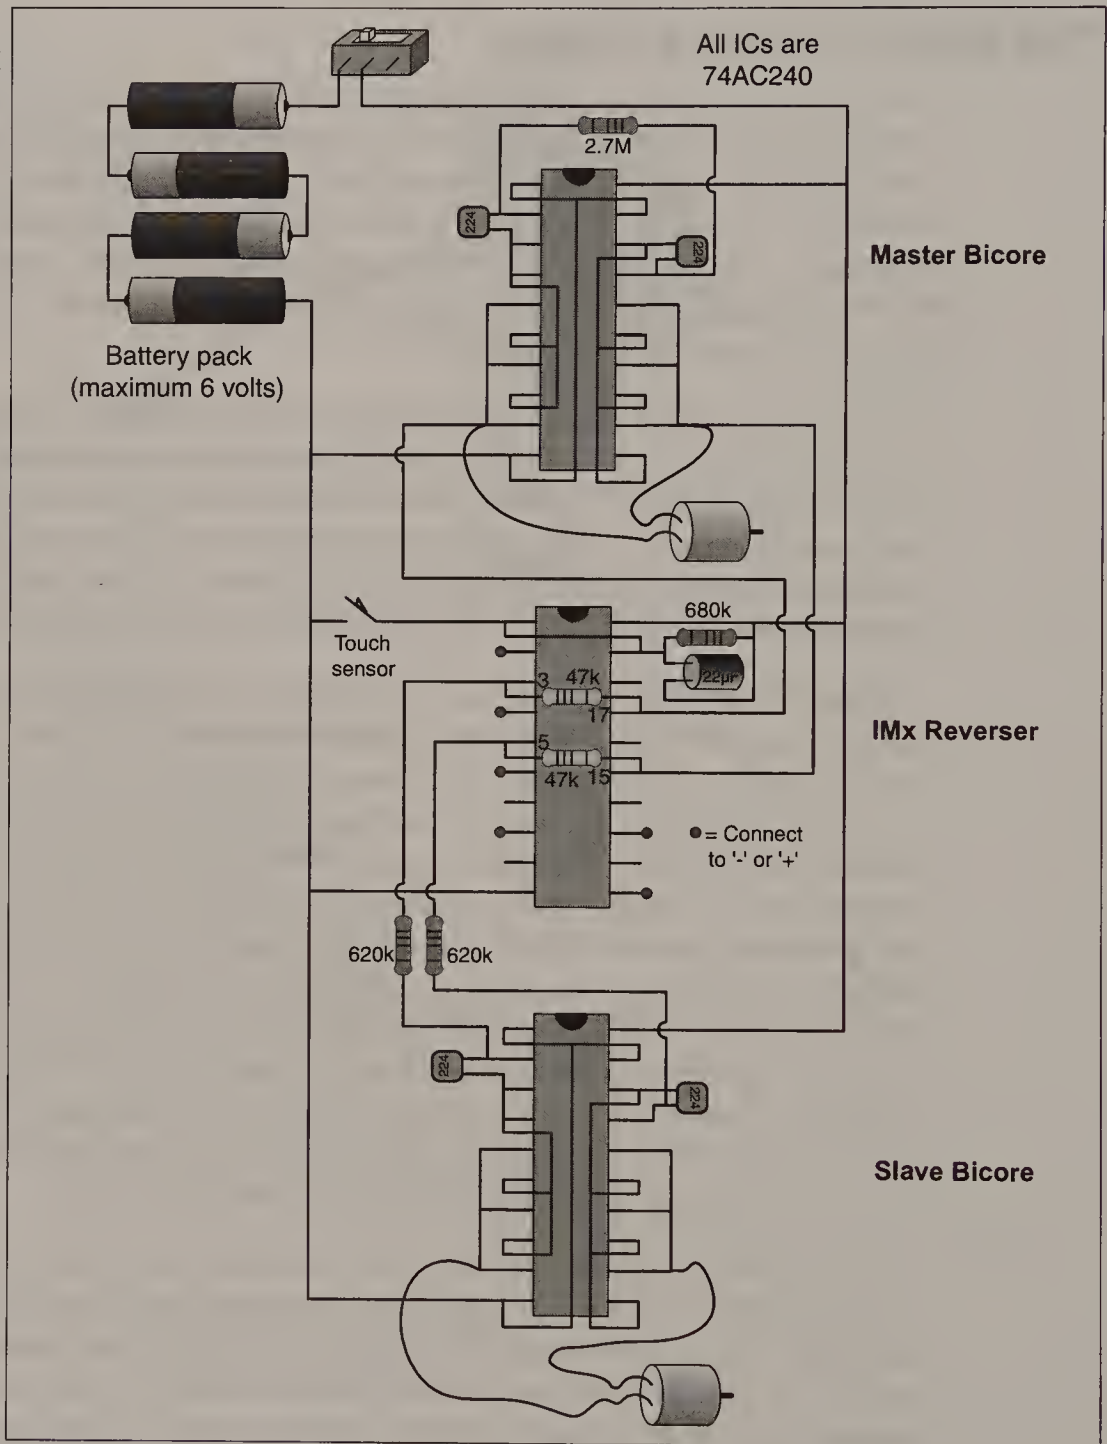 All ICs are
74AC240
2.7M
224
224
Master Bicore
Battery pack
(maximum 6 volts)
Touch
sensor
680k
22µF
3
47k
17
5
47k
15
IMx Reverser
= Connect
to '-' or '+'
620k
620k
224
224
Slave Bicore